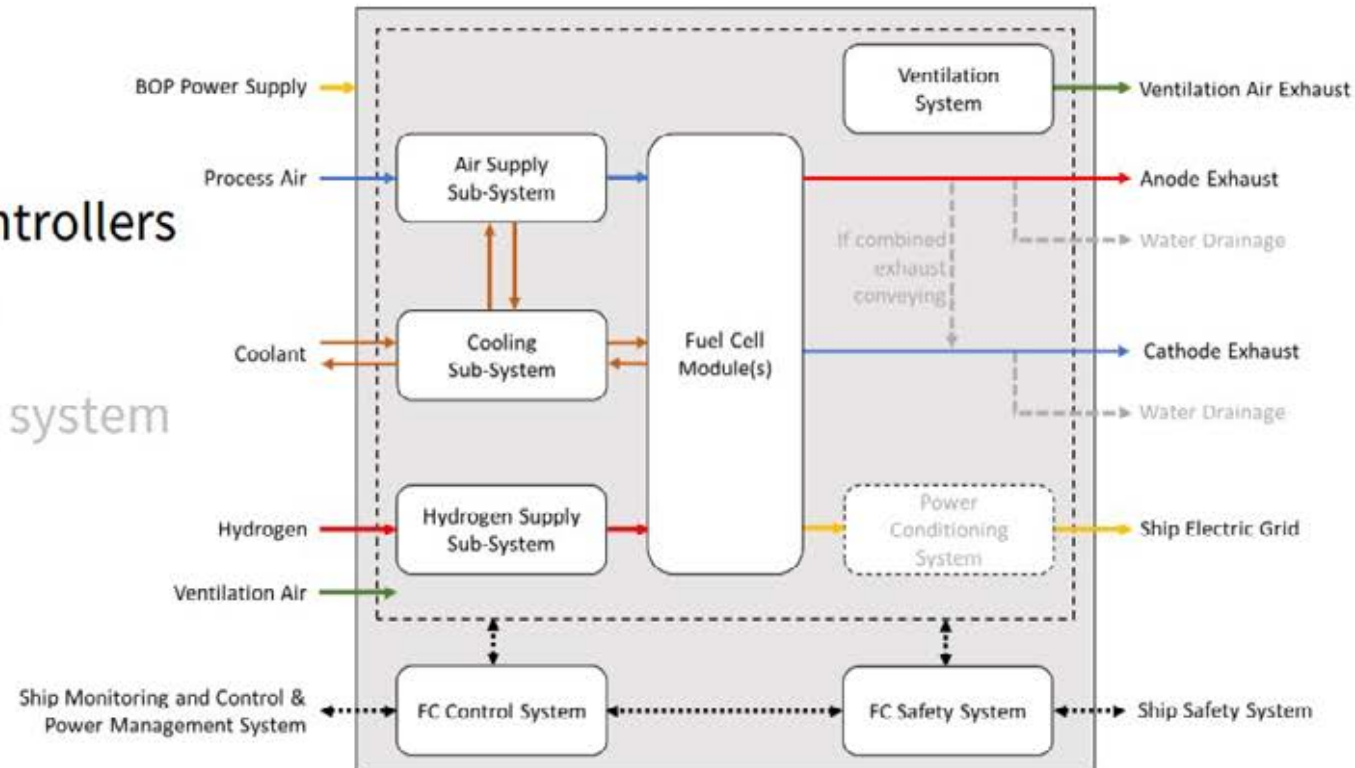 ntrollers
system
BOP Power Supply
Process Air
Coolant
Hydrogen
Ventilation Air
Ship Monitoring and Control &
Power Management System
Air Supply
Sub-System
Cooling
Sub-System
Hydrogen Supply
Sub-System
FC Control System
Fuel Cell
Module(s)
Ventilation
System
If combined
exhaust
conveying
Power
Conditioning
System
FC Safety System
Ventilation Air Exhaust
Anode Exhaust
Water Drainage
Cathode Exhaust
Water Drainage
Ship Electric Grid
Ship Safety System